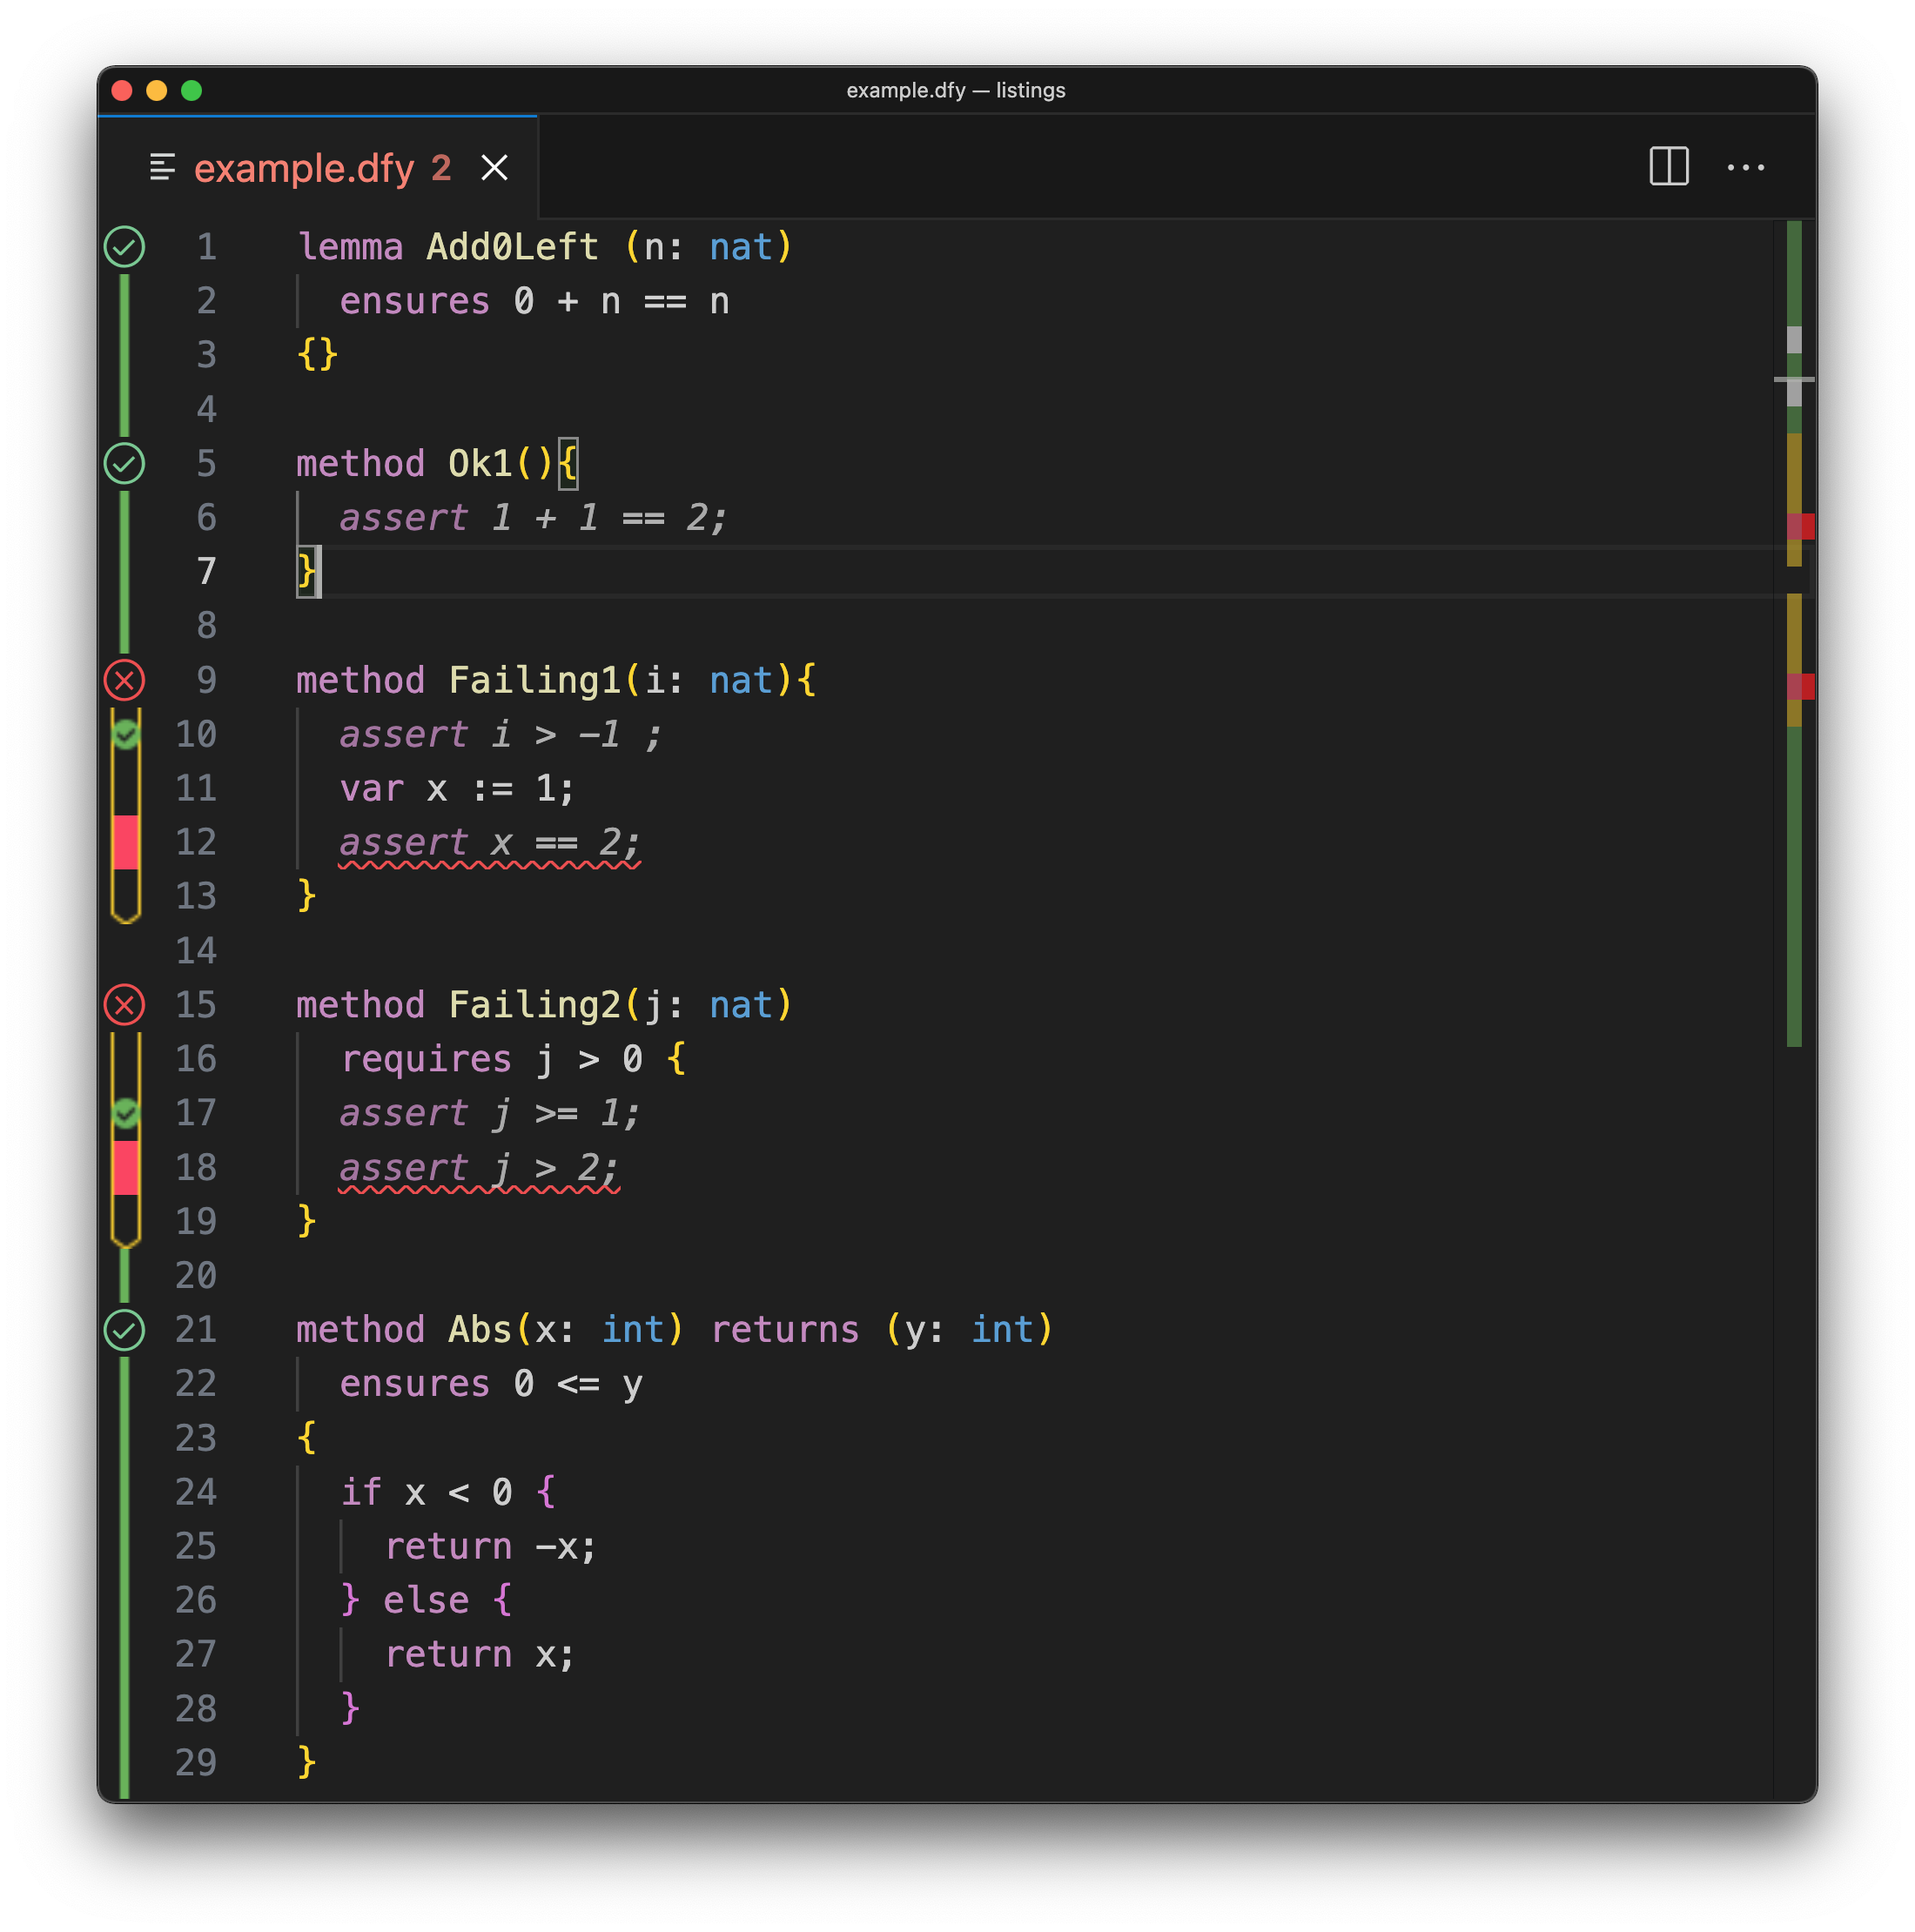 example.dfy — listings
example.dfy 2
1 lemma Add0Left (n: nat)
2   ensures 0 + n == n
3 {}
4
5 method Ok1(){
6   assert 1 + 1 == 2;
7 }
8
9 method Failing1(i: nat){
10   assert i > -1 ;
11   var x := 1;
12   assert x == 2;
13 }
14
15 method Failing2(j: nat)
16   requires j > 0 {
17   assert j >= 1;
18   assert j > 2;
19 }
20
21 method Abs(x: int) returns (y: int)
22   ensures 0 <= y
23 {
24   if x < 0 {
25     return -x;
26   } else {
27     return x;
28   }
29 }